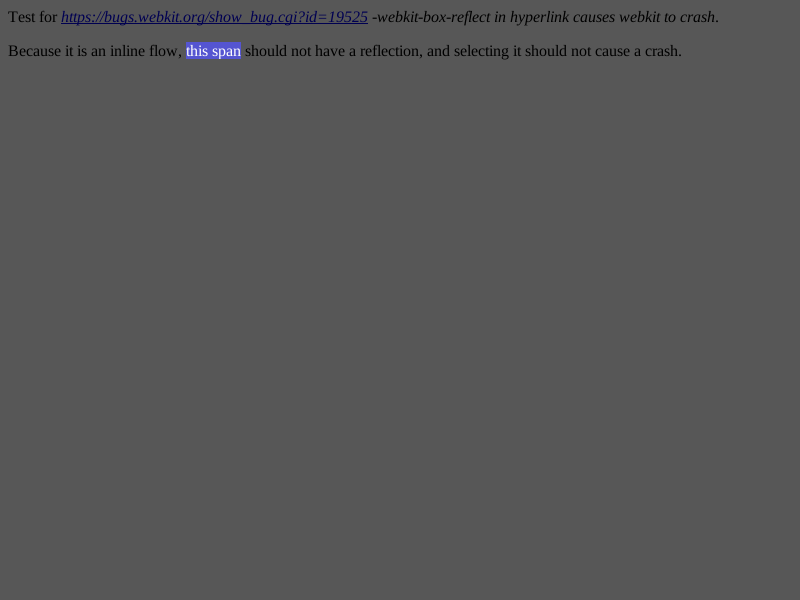 Test for https://bugs.webkit.org/show_bug.cgi?id=19525 -webkit-box-reflect in hyperlink causes webkit to crash.
Because it is an inline flow, this span should not have a reflection, and selecting it should not cause a crash.